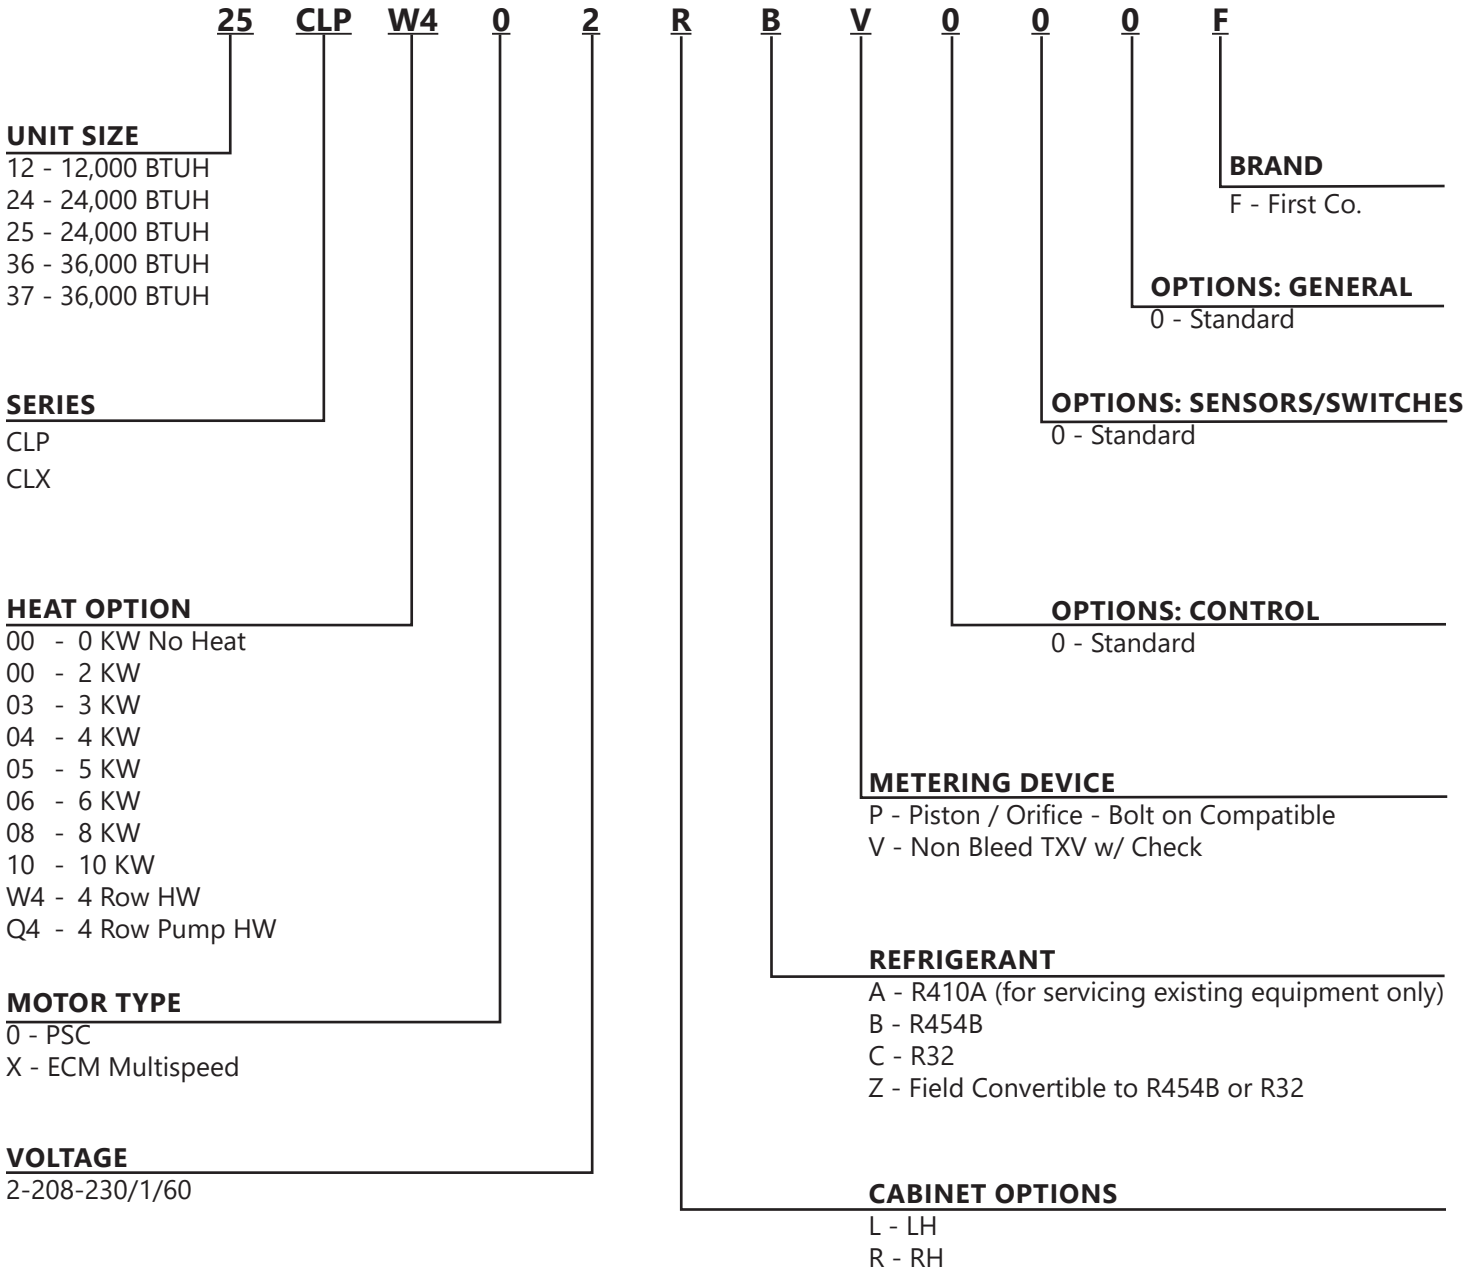 25 CLP W4 0 2 R B V 0 0 0 F
UNIT SIZE
12 - 12,000 BTUH
24 - 24,000 BTUH
25 - 24,000 BTUH
36 - 36,000 BTUH
37 - 36,000 BTUH
SERIES
CLP
CLX
HEAT OPTION
00 - 0 KW No Heat
00 - 2 KW
03 - 3 KW
04 - 4 KW
05 - 5 KW
06 - 6 KW
08 - 8 KW
10 - 10 KW
W4 - 4 Row HW
Q4 - 4 Row Pump HW
MOTOR TYPE
0 - PSC
X - ECM Multispeed
VOLTAGE
2-208-230/1/60
BRAND
F - First Co.
OPTIONS: GENERAL
0 - Standard
OPTIONS: SENSORS/SWITCHES
0 - Standard
OPTIONS: CONTROL
0 - Standard
METERING DEVICE
P - Piston / Orifice - Bolt on Compatible
V - Non Bleed TXV w/ Check
REFRIGERANT
A - R410A (for servicing existing equipment only)
B - R454B
C - R32
Z - Field Convertible to R454B or R32
CABINET OPTIONS
L - LH
R - RH